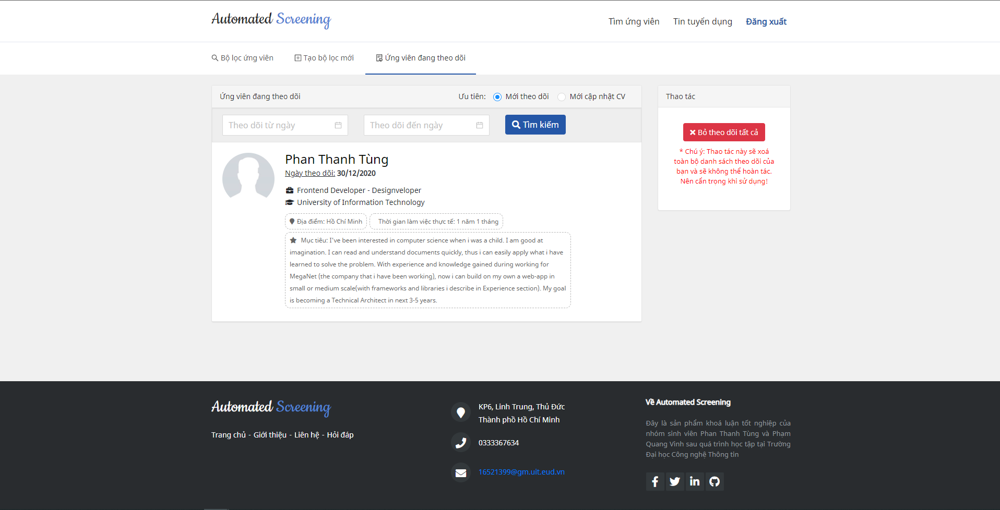 Automated Screening
Tìm ứng viên
Tin tuyển dụng
Đăng xuất
Bộ lọc ứng viên
Tạo bộ lọc mới
Ứng viên đang theo dõi
Ứng viên đang theo dõi
Ưu tiên:
Mới theo dõi
Mới cập nhật CV
Theo dõi từ ngày
Theo dõi đến ngày
Tìm kiếm
Phan Thanh Tùng
Ngày theo dõi: 30/12/2020
Frontend Developer - Designveloper
University of Information Technology
Địa điểm: Hồ Chí Minh
Thời gian làm việc thực tế: 1 năm 1 tháng
Mục tiêu: I've been interested in computer science when i was a child. I am good at
imagination. I can read and understand documents quickly, thus i can easily apply what i have
learned to solve the problem. With experience and knowledge gained during working for
MegaNet (the company that i have been working), now i can build on my own a web-app in
small or medium scale(with frameworks and libraries i describe in Experience section). My goal
is becoming a Technical Architect in next 3-5 years.
Thao tác
Bỏ theo dõi tất cả
* Chú ý: Thao tác này sẽ xoá
toàn bộ danh sách theo dõi của
bạn và sẽ không thể hoàn tác.
Nên cẩn trọng khi sử dụng!
Automated Screening
Trang chủ - Giới thiệu - Liên hệ - Hỏi đáp
KP6, Linh Trung, Thủ Đức
Thành phồ Hồ Chí Minh
0333367634
16521399@gm.uit.eud.vn
Về Automated Screening
Đây là sản phẩm khoá luận tốt nghiệp của
nhóm sinh viên Phan Thanh Tùng và Phạm
Quang Vinh sau quá trình học tập tại Trường
Đại học Công nghệ Thông tin